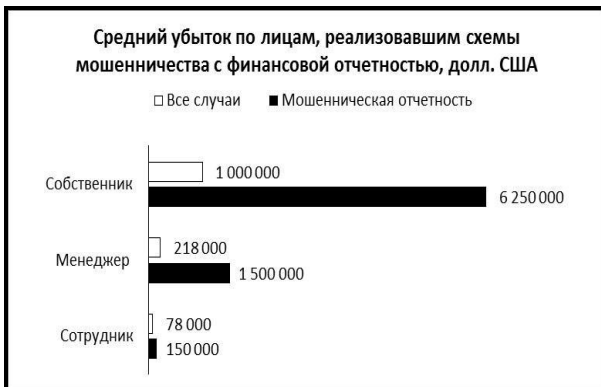 Средний убыток по лицам, реализовавшим схемы
мошенничества с финансовой отчетностью, долл. США
Все случаи Мошенническая отчетность
Собственник
1 000 000
6 250 000
Менеджер
218 000
1 500 000
Сотрудник
78 000
150 000